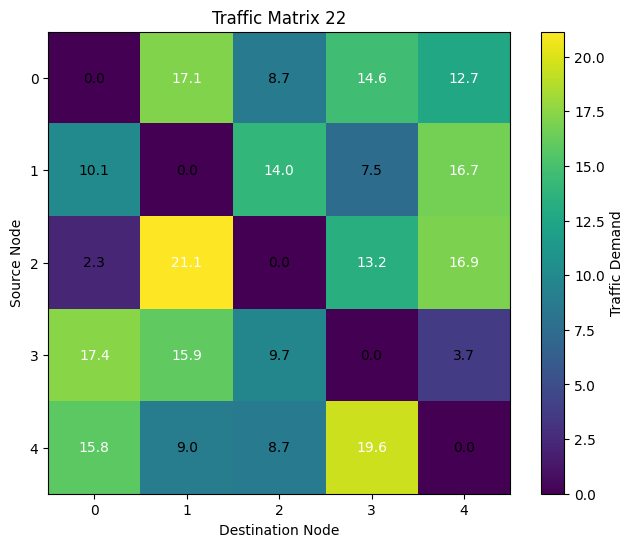 Traffic Matrix 22
Source Node
0
1
2
3
4
0.0 17.1 8.7 14.6 12.7
10.1 0.0 14.0 7.5 16.7
2.3 21.1 0.0 13.2 16.9
17.4 15.9 9.7 0.0 3.7
15.8 9.0 8.7 19.6 0.0
0 1 2 3 4
Destination Node
20.0
17.5
15.0
12.5
10.0
7.5
5.0
2.5
0.0
Traffic Demand